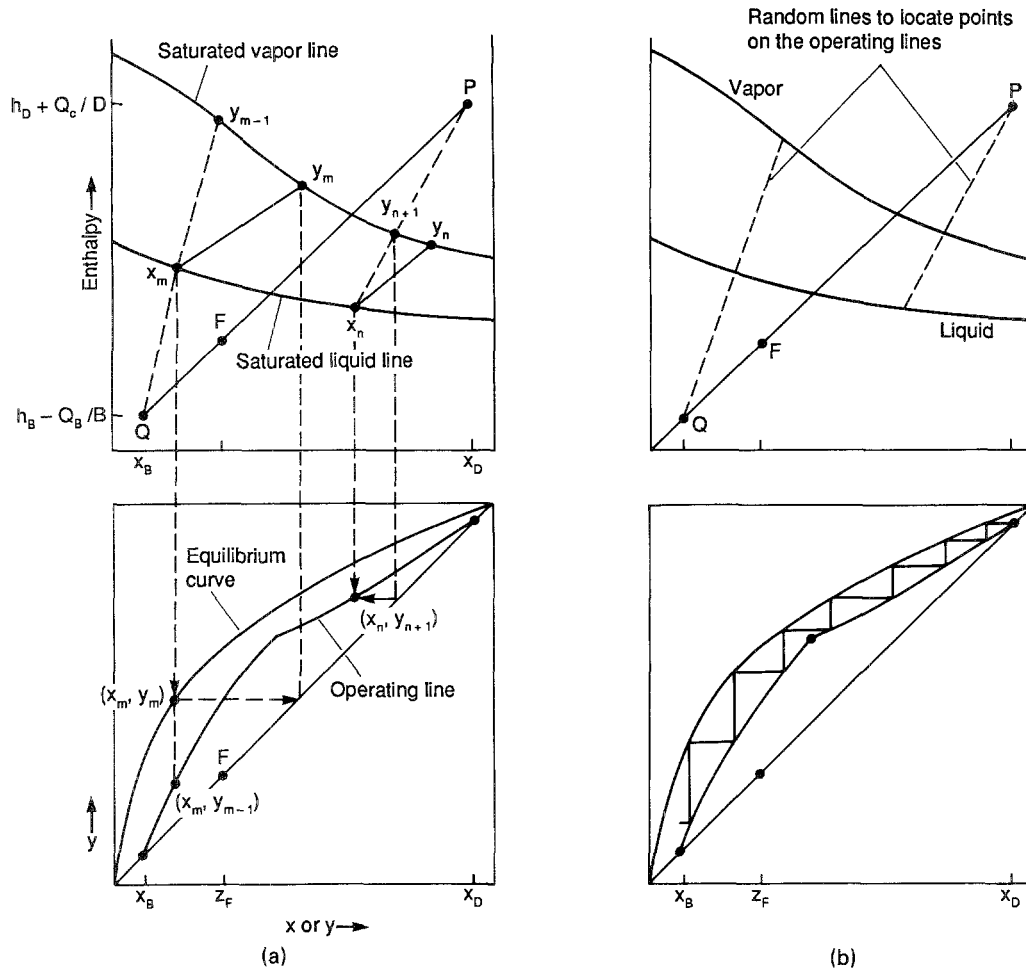 Saturated vapor line
P
h_D + Q_c / D
y_{m-1}
y_m
y_{n+1}
y_n
Enthalpy →
x_m
x_n
F
Saturated liquid line
h_B − Q_B /B
Q
x_B
x_D
Equilibrium
curve
(x_n, y_{n+1})
(x_m, y_m)
Operating line
F
(x_m, y_{m-1})
y
x_B
z_F
x_D
x or y →
(a)
Random lines to locate points
on the operating lines
Vapor
P
F
Liquid
Q
x_B
z_F
x_D
(b)